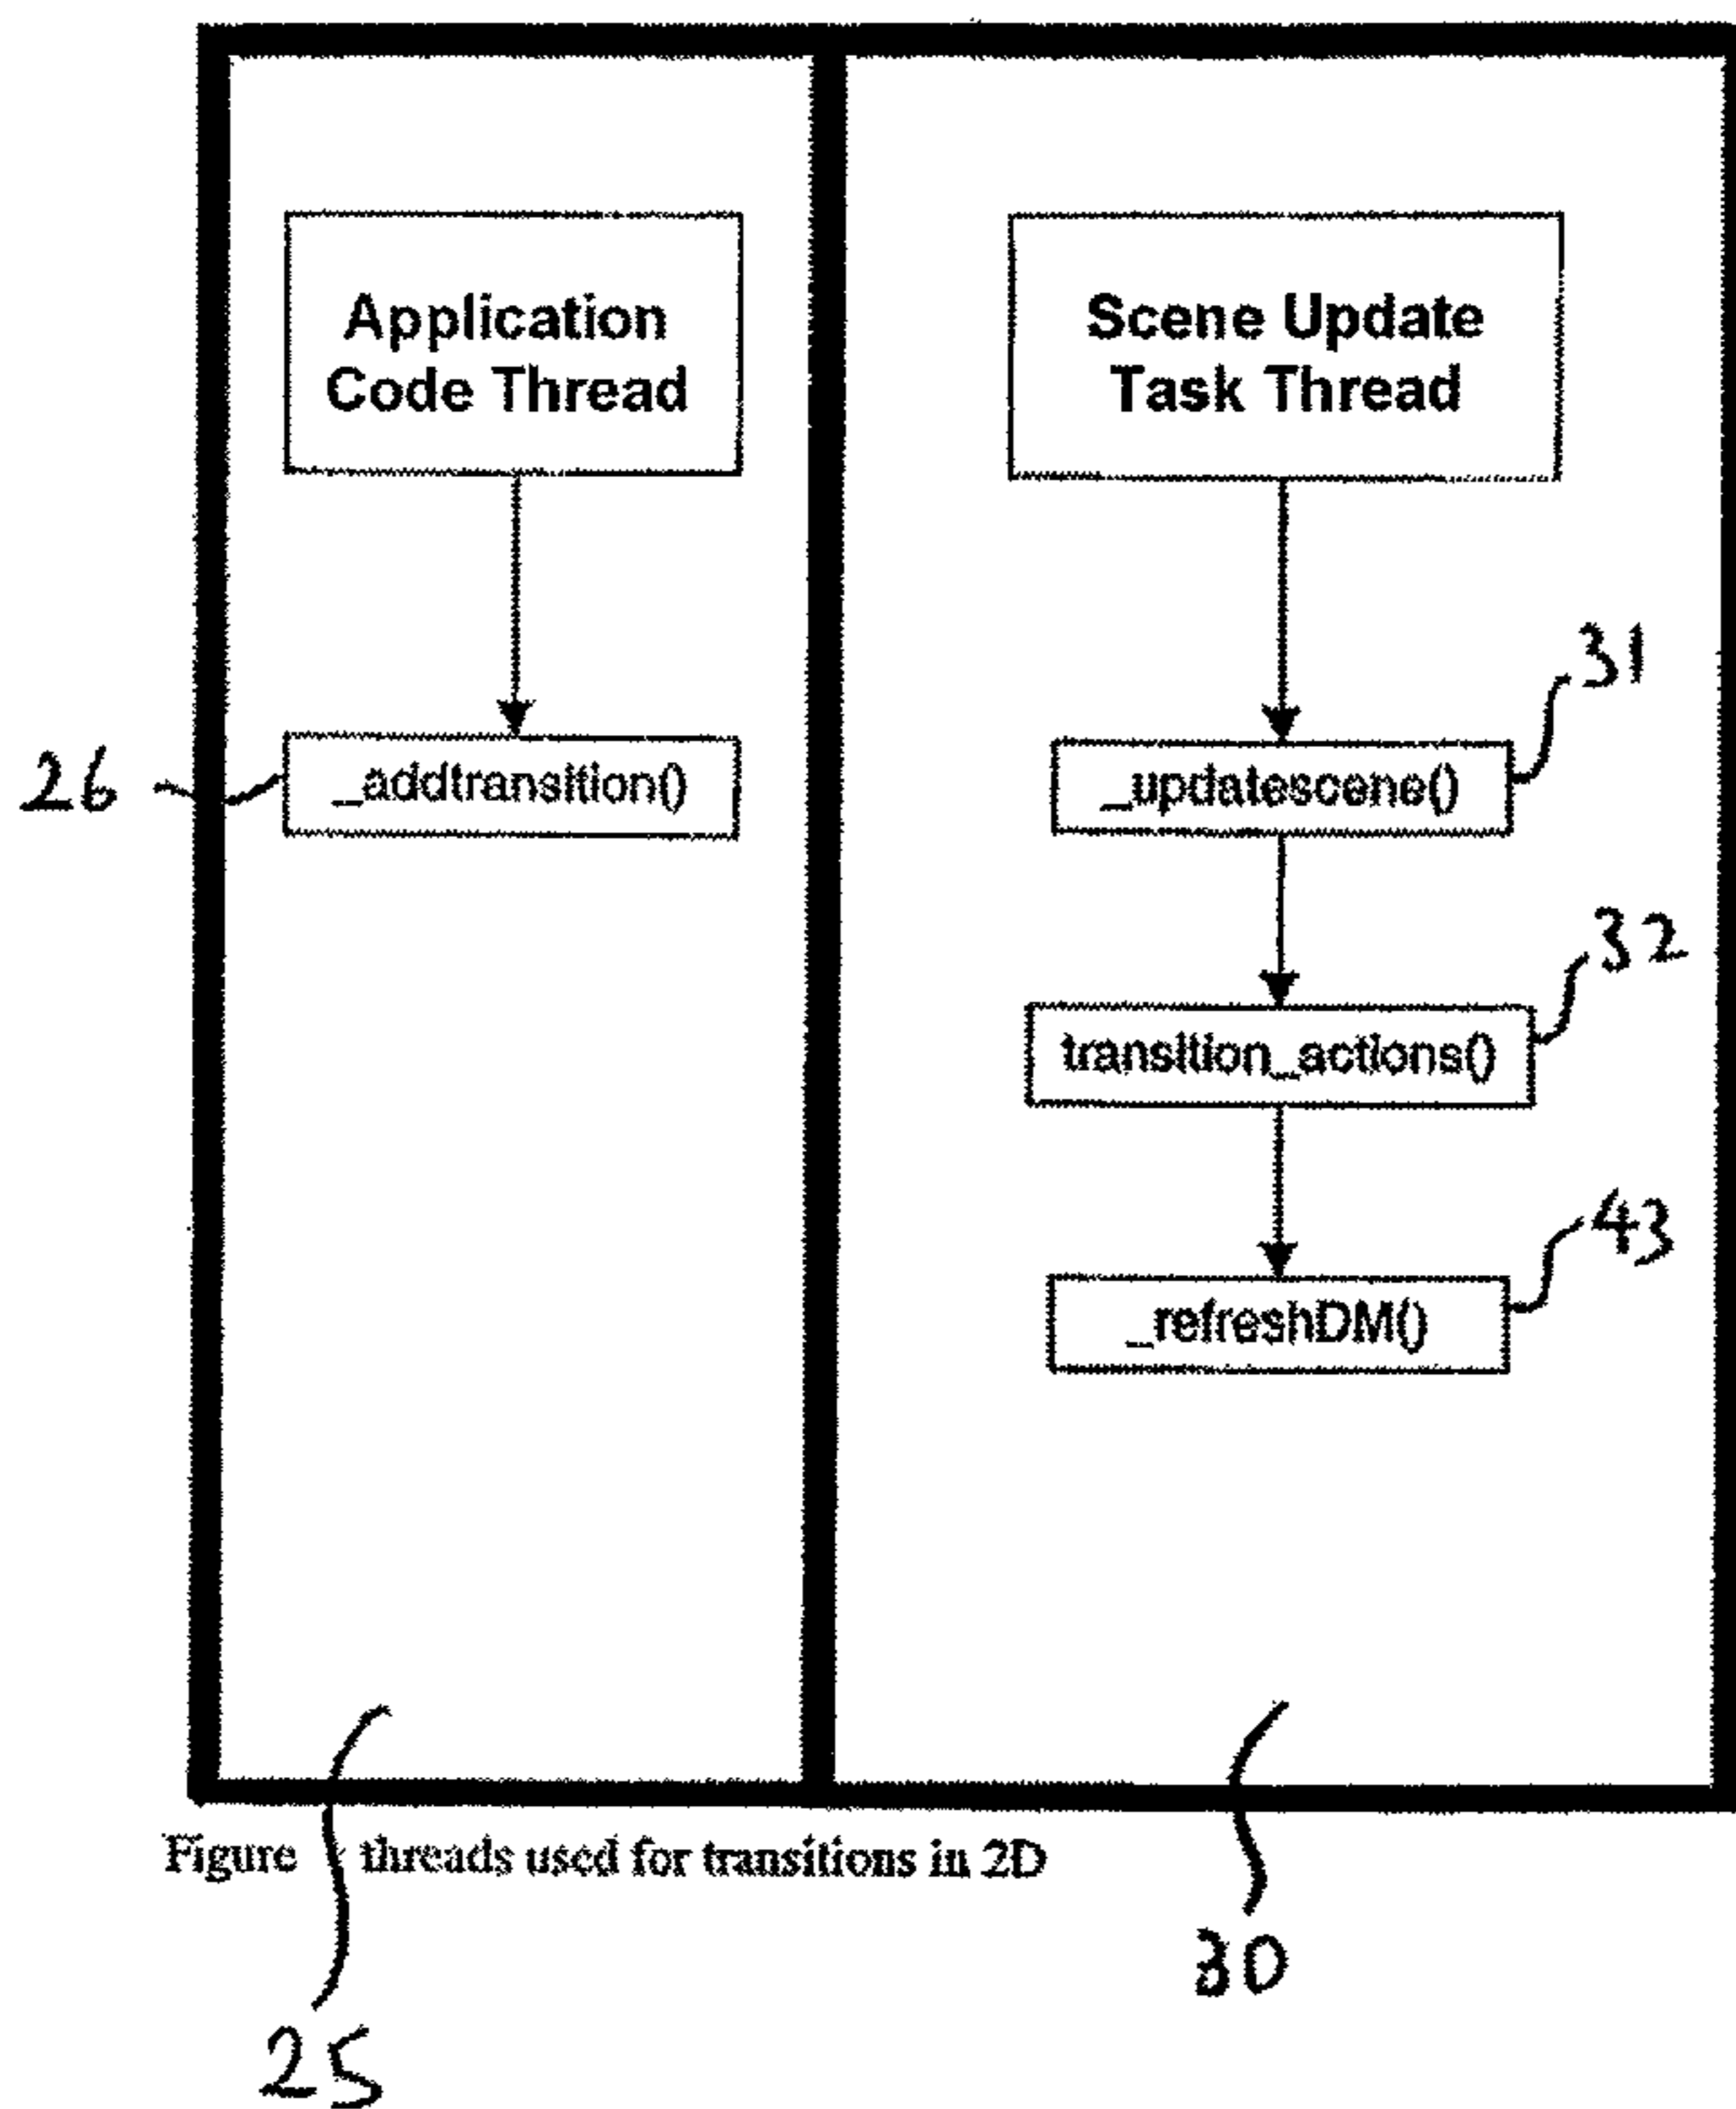 Application
Code Thread
Scene Update
Task Thread
31
26
_addtransition()
_updatescene()
32
transition_actions()
43
_refreshDM()
Figure threads used for transitions in 2D
30
25